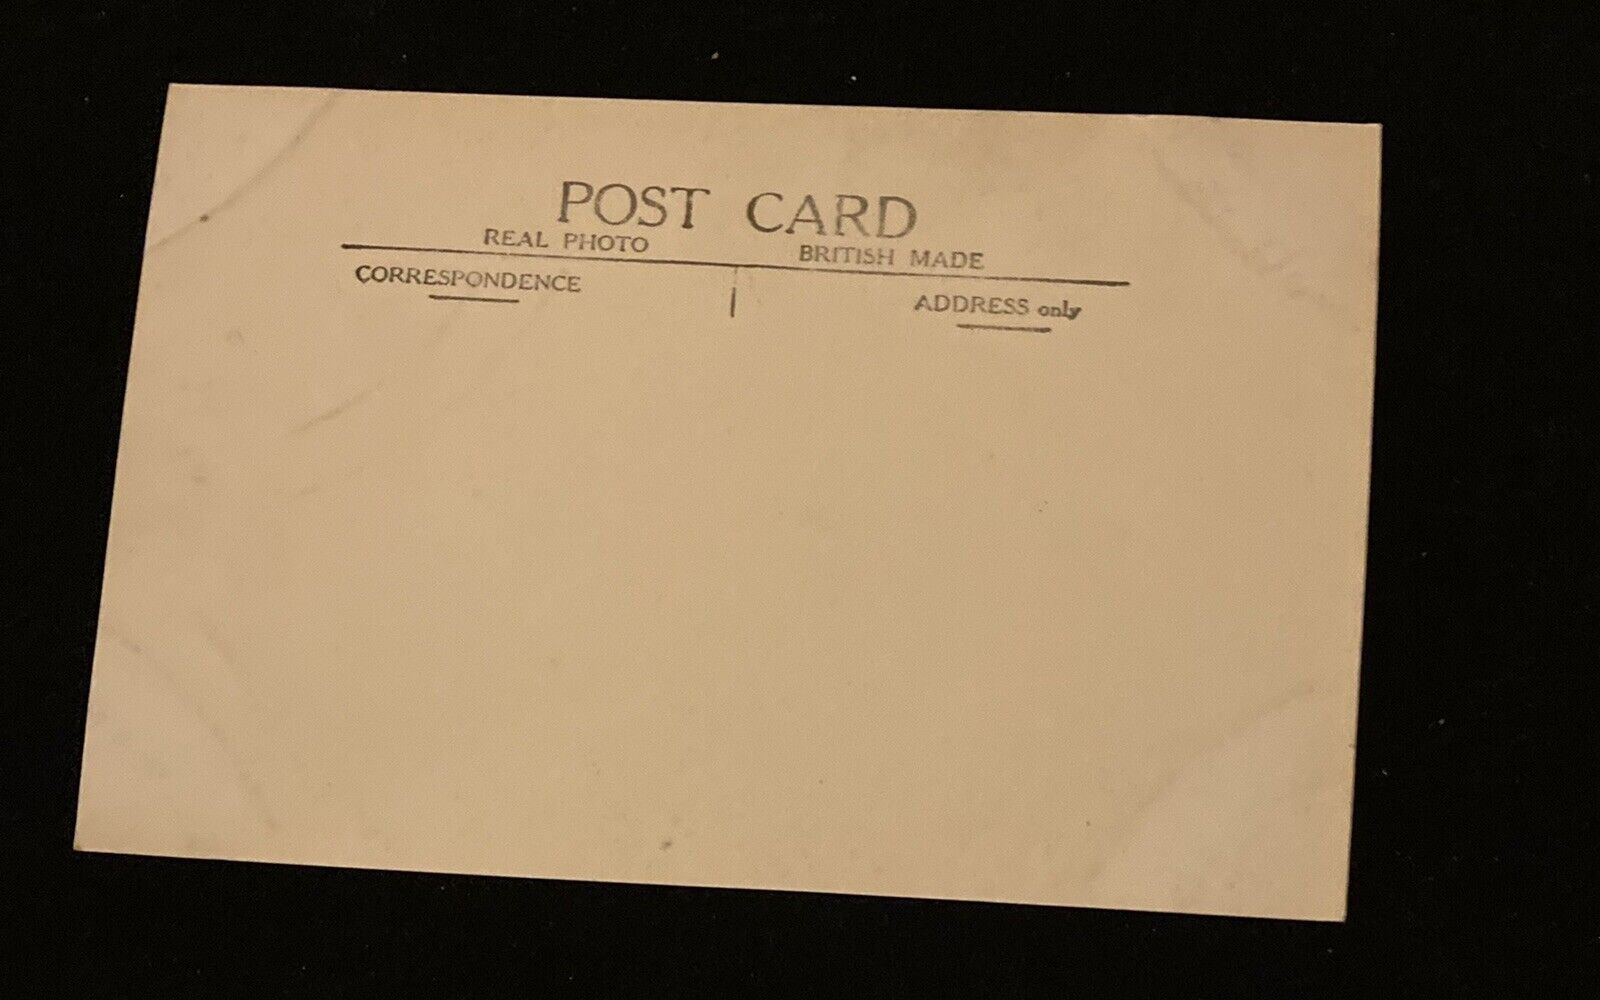 POST CARD
REAL PHOTO BRITISH MADE
CORRESPONDENCE ADDRESS only